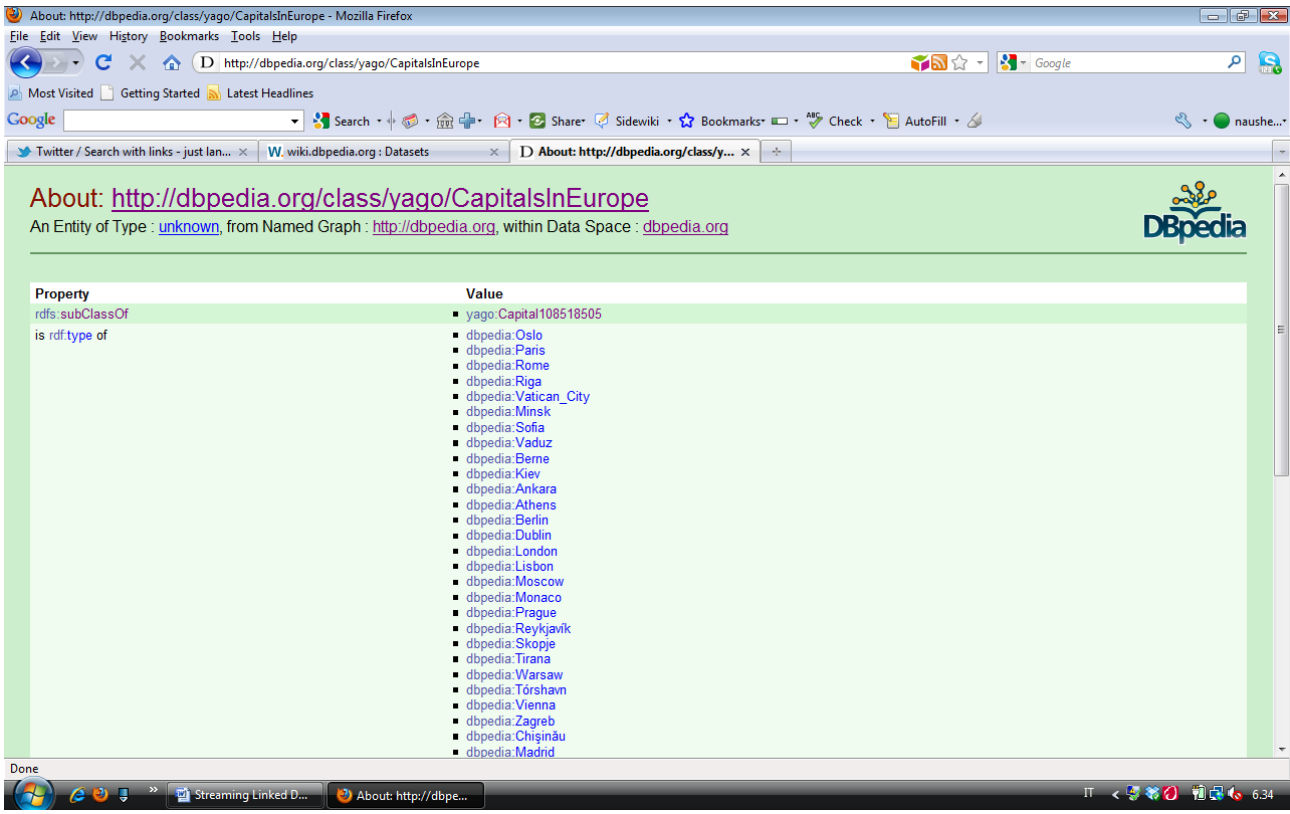 About: http://dbpedia.org/class/yago/CapitalsInEurope - Mozilla Firefox
File Edit View History Bookmarks Tools Help
D http://dbpedia.org/class/yago/CapitalsInEurope Google
Most Visited Getting Started Latest Headlines
Google Search Share Sidewiki Bookmarks ABC Check AutoFill naushe...
Twitter / Search with links - just lan... W. wiki.dbpedia.org : Datasets D About: http://dbpedia.org/class/y...
About: http://dbpedia.org/class/yago/CapitalsInEurope
An Entity of Type : unknown, from Named Graph : http://dbpedia.org, within Data Space : dbpedia.org
DBpedia
Property Value
rdfs:subClassOf yago:Capital108518505
is rdf:type of dbpedia:Oslo
dbpedia:Paris
dbpedia:Rome
dbpedia:Riga
dbpedia:Vatican_City
dbpedia:Minsk
dbpedia:Sofia
dbpedia:Vaduz
dbpedia:Berne
dbpedia:Kiev
dbpedia:Ankara
dbpedia:Athens
dbpedia:Berlin
dbpedia:Dublin
dbpedia:London
dbpedia:Lisbon
dbpedia:Moscow
dbpedia:Monaco
dbpedia:Prague
dbpedia:Reykjavík
dbpedia:Skopje
dbpedia:Tirana
dbpedia:Warsaw
dbpedia:Tórshavn
dbpedia:Vienna
dbpedia:Zagreb
dbpedia:Chişinău
dbpedia:Madrid
Done
Streaming Linked D... About: http://dbpe... IT 6.34